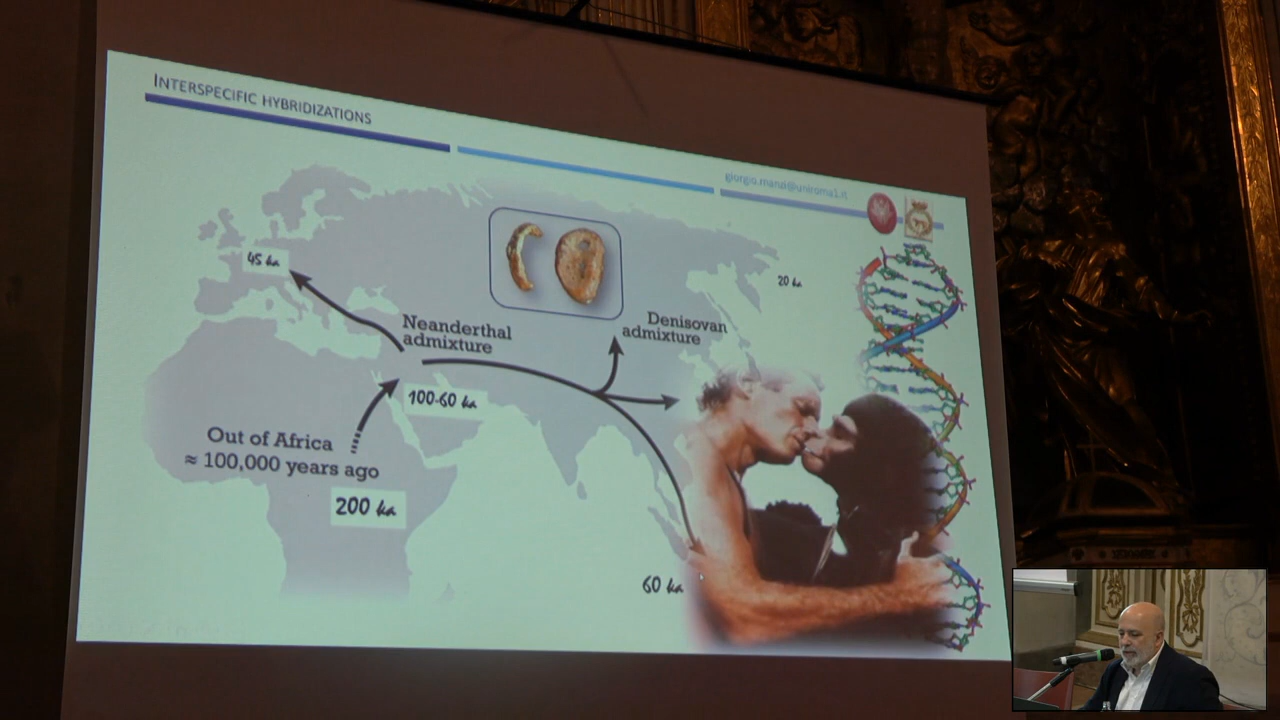 INTERSPECIFIC HYBRIDIZATIONS
giorgio.manzi@uniroma1.it
45 ka
20 ka
Neanderthal
admixture
Denisovan
admixture
100-60 ka
Out of Africa
≈ 100,000 years ago
200 ka
60 ka